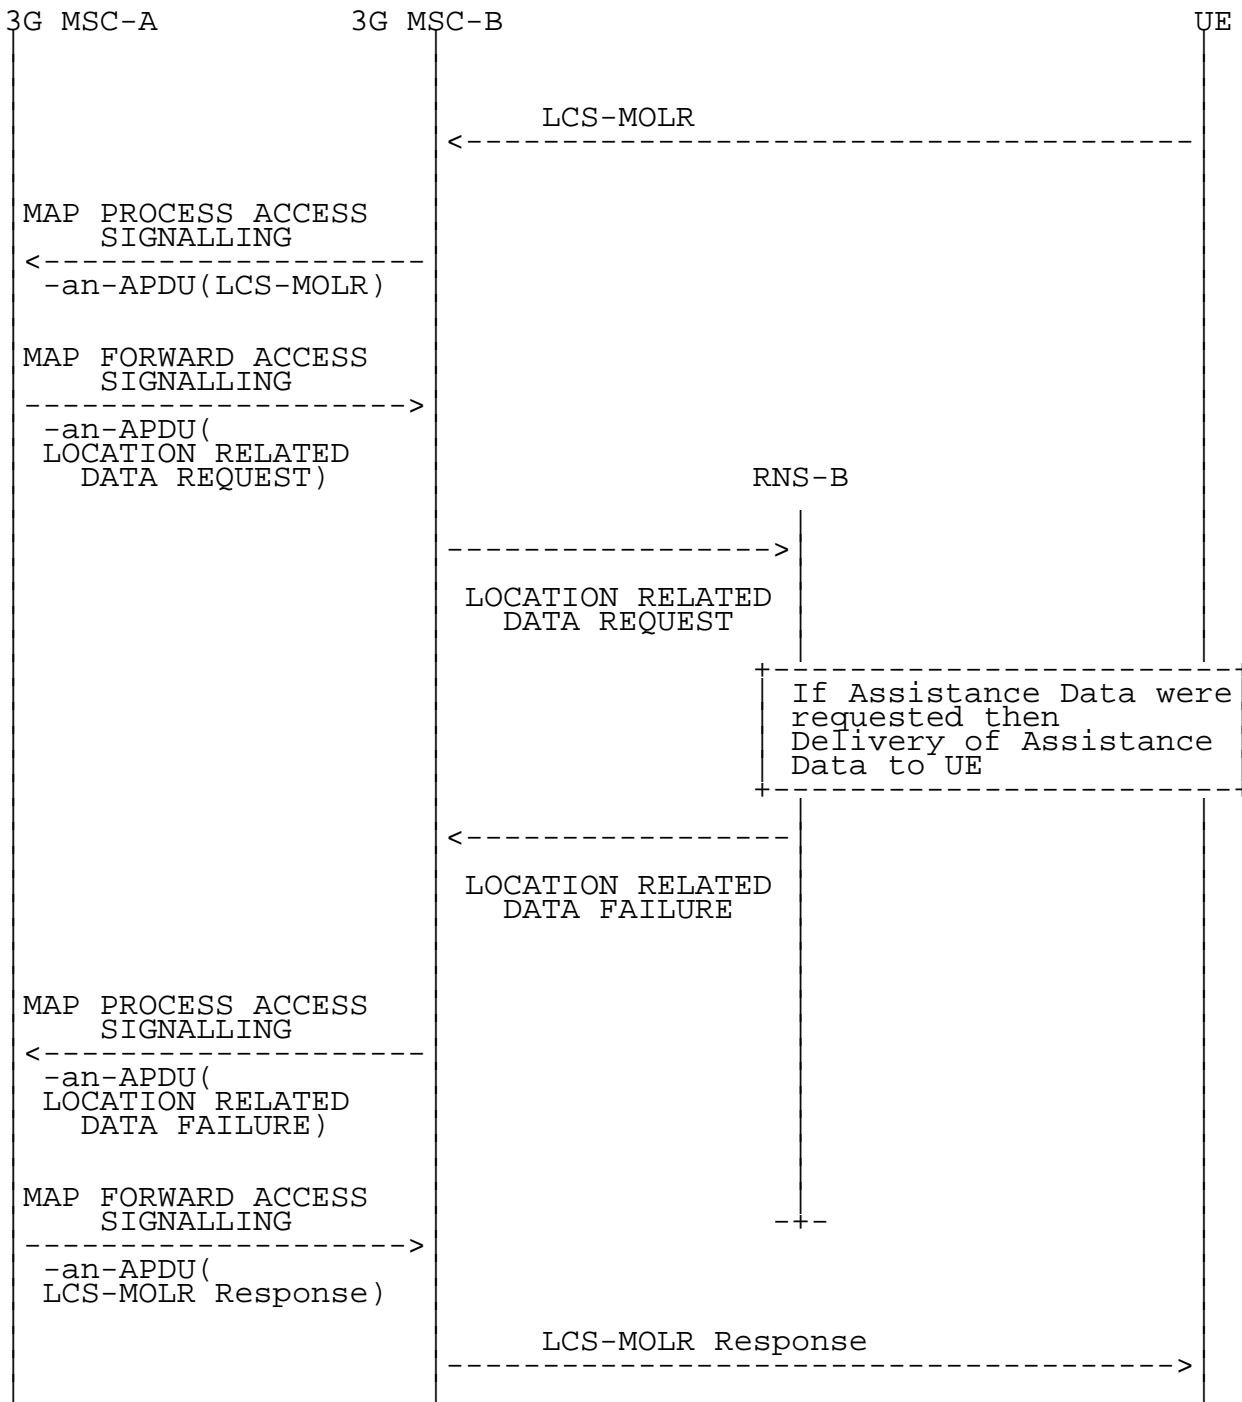 3G MSC-A 3G MSC-B UE
LCS-MOLR
MAP PROCESS ACCESS
SIGNALLING
-an-APDU(LCS-MOLR)
MAP FORWARD ACCESS
SIGNALLING
-an-APDU(
LOCATION RELATED
DATA REQUEST)
RNS-B
LOCATION RELATED
DATA REQUEST
If Assistance Data were
requested then
Delivery of Assistance
Data to UE
LOCATION RELATED
DATA FAILURE
MAP PROCESS ACCESS
SIGNALLING
-an-APDU(
LOCATION RELATED
DATA FAILURE)
MAP FORWARD ACCESS
SIGNALLING
-an-APDU(
LCS-MOLR Response)
LCS-MOLR Response